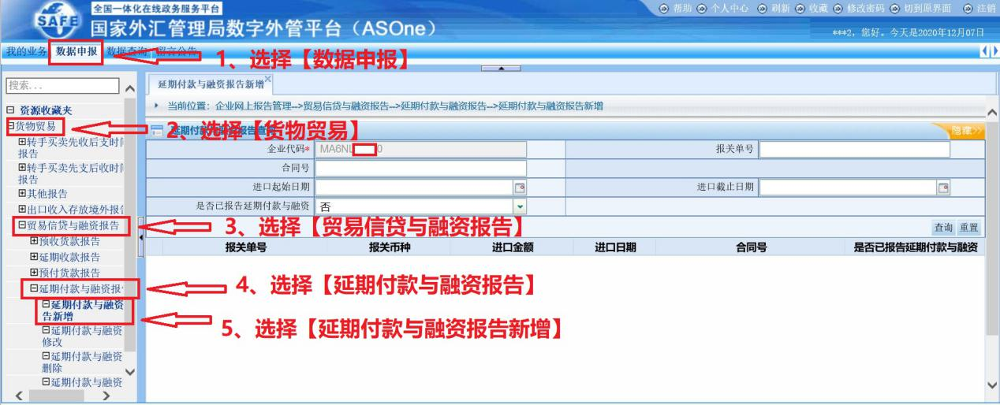 全国一体化在线政务服务平台
SAFE
国家外汇管理局数字外管平台（ASOne）
帮助 个人中心 刷新 收藏 修改密码 切到原界面 注销
***2，您好。今天是2020年12月07日
我的业务 数据申报 数据查询 留言公告
1、选择【数据申报】
搜索...
资源收藏夹
货物贸易
转手买卖先收后支时间
报告
转手买卖先支后收时间
报告
其他报告
出口收入存放境外报告
贸易信贷与融资报告
预收货款报告
延期收款报告
预付货款报告
延期付款与融资报
延期付款与融资
告新增
延期付款与融资
修改
延期付款与融资
删除
延期付款与融资
延期付款与融资报告新增
当前位置：企业网上报告管理-->贸易信贷与融资报告-->延期付款与融资报告-->延期付款与融资报告新增
2、选择【货物贸易】
延期付款与融资报告查询
隐藏>>
企业代码* MA6NL 0
报关单号
合同号
进口起始日期
进口截止日期
是否已报告延期付款与融资 否
3、选择【贸易信贷与融资报告】
查询 重置
报关单号 报关币种 进口金额 进口日期 合同号 是否已报告延期付款与融资
4、选择【延期付款与融资报告】
5、选择【延期付款与融资报告新增】